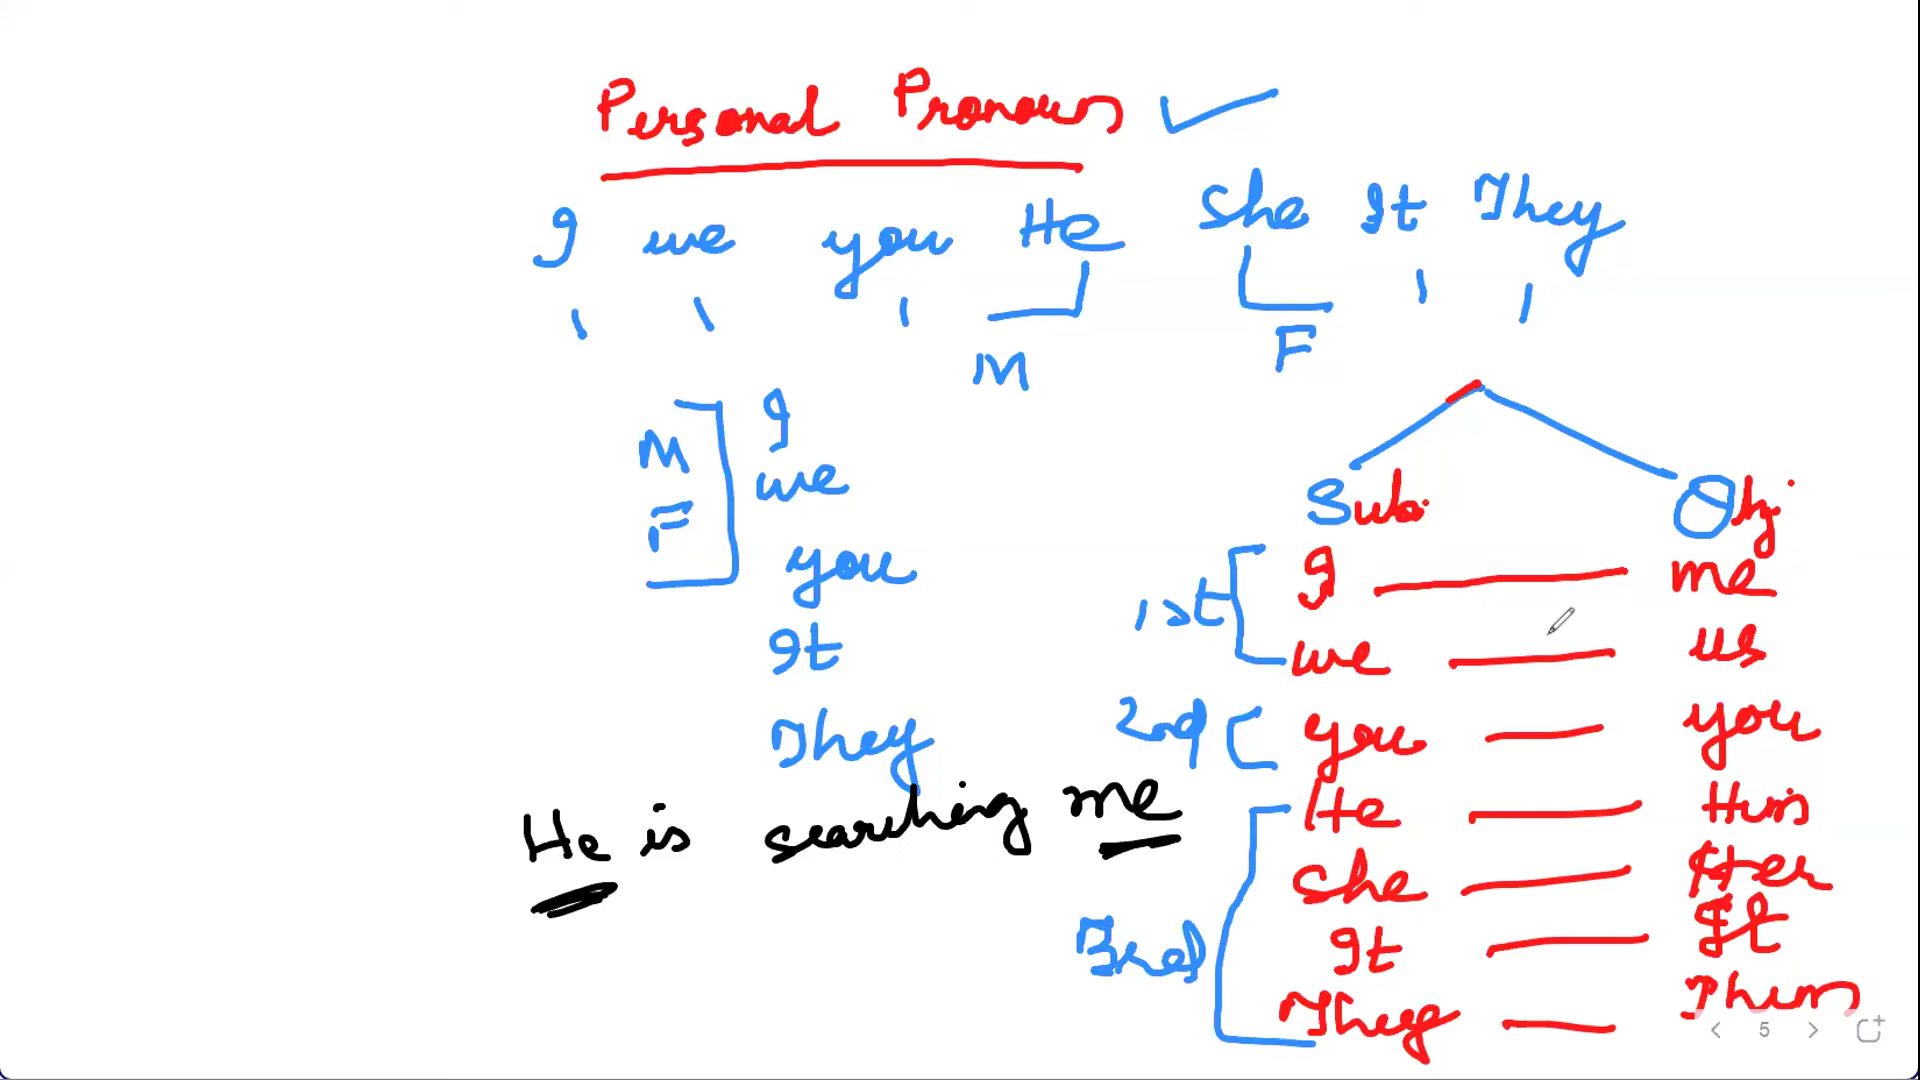 Personal Pronoun
I we you He She It They
M F
M
F
I
we
you
It
They
Sub. Obj.
1st
I me
we us
2nd
you you
3rd
He Him
She Her
It It
They Them
He is searching me
5